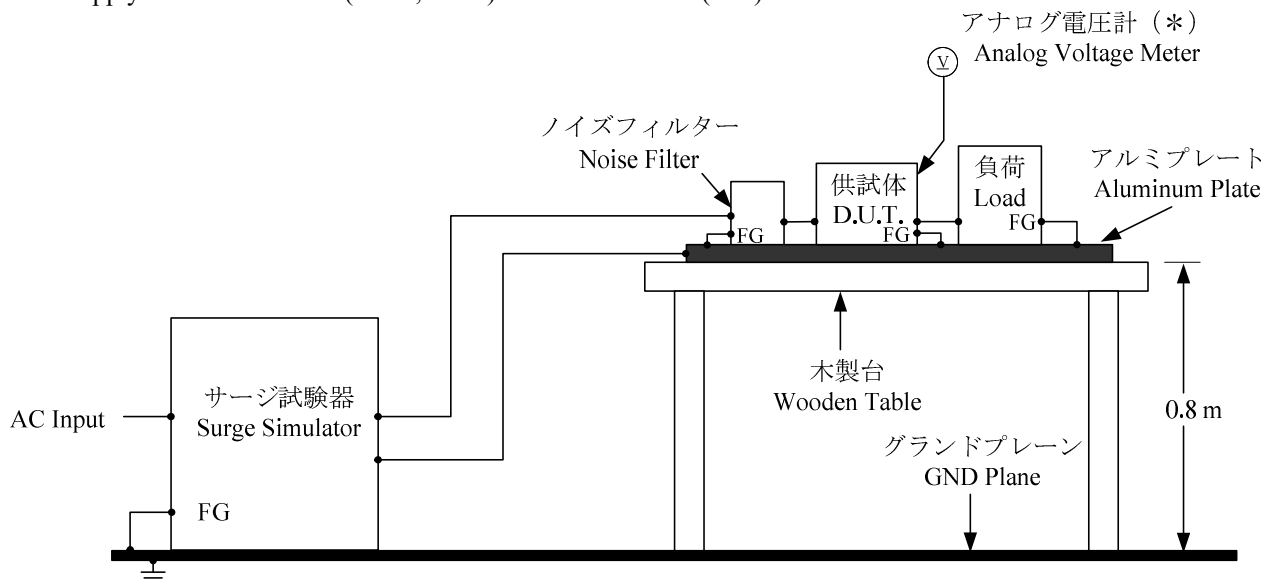 アナログ電圧計(*)
Analog Voltage Meter
V
ノイズフィルター
Noise Filter
供試体
D.U.T.
負荷
Load
アルミプレート
Aluminum Plate
FG
FG
FG
サージ試験器
Surge Simulator
AC Input
FG
木製台
Wooden Table
0.8 m
グランドプレーン
GND Plane